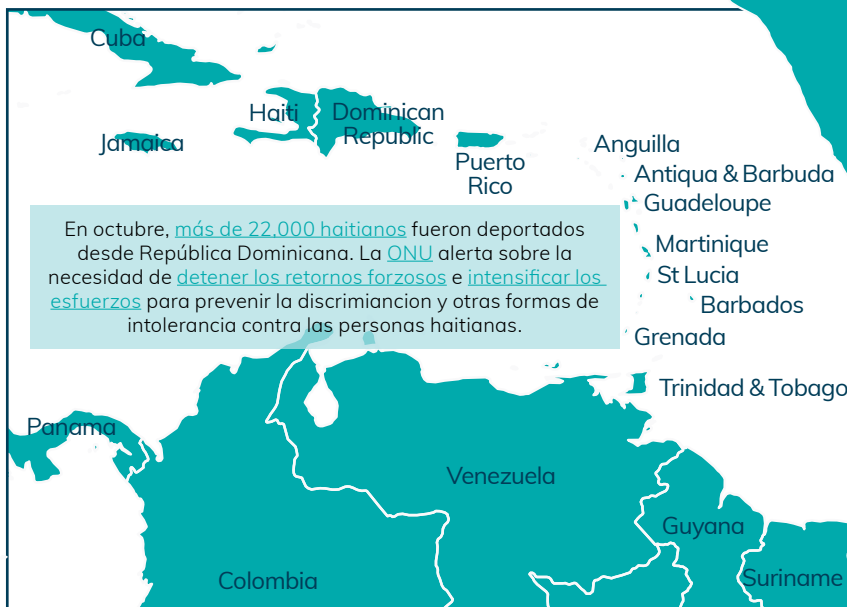 Cuba
Haiti
Dominican
Republic
Jamaica
Puerto
Rico
Anguilla
Antiqua & Barbuda
Guadeloupe
Martinique
St Lucia
Barbados
Grenada
Trinidad & Tobago
En octubre, más de 22,000 haitianos fueron deportados
desde República Dominicana. La ONU alerta sobre la
necesidad de detener los retornos forzosos e intensificar los
esfuerzos para prevenir la discrimiancion y otras formas de
intolerancia contra las personas haitianas.
Panama
Venezuela
Guyana
Colombia
Suriname